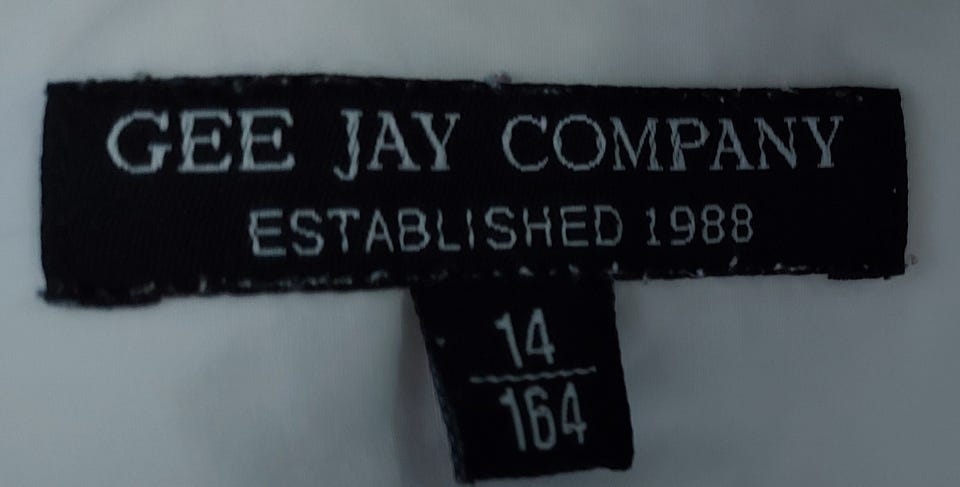 GEE JAY COMPANY
ESTABLISHED 1988
14
164